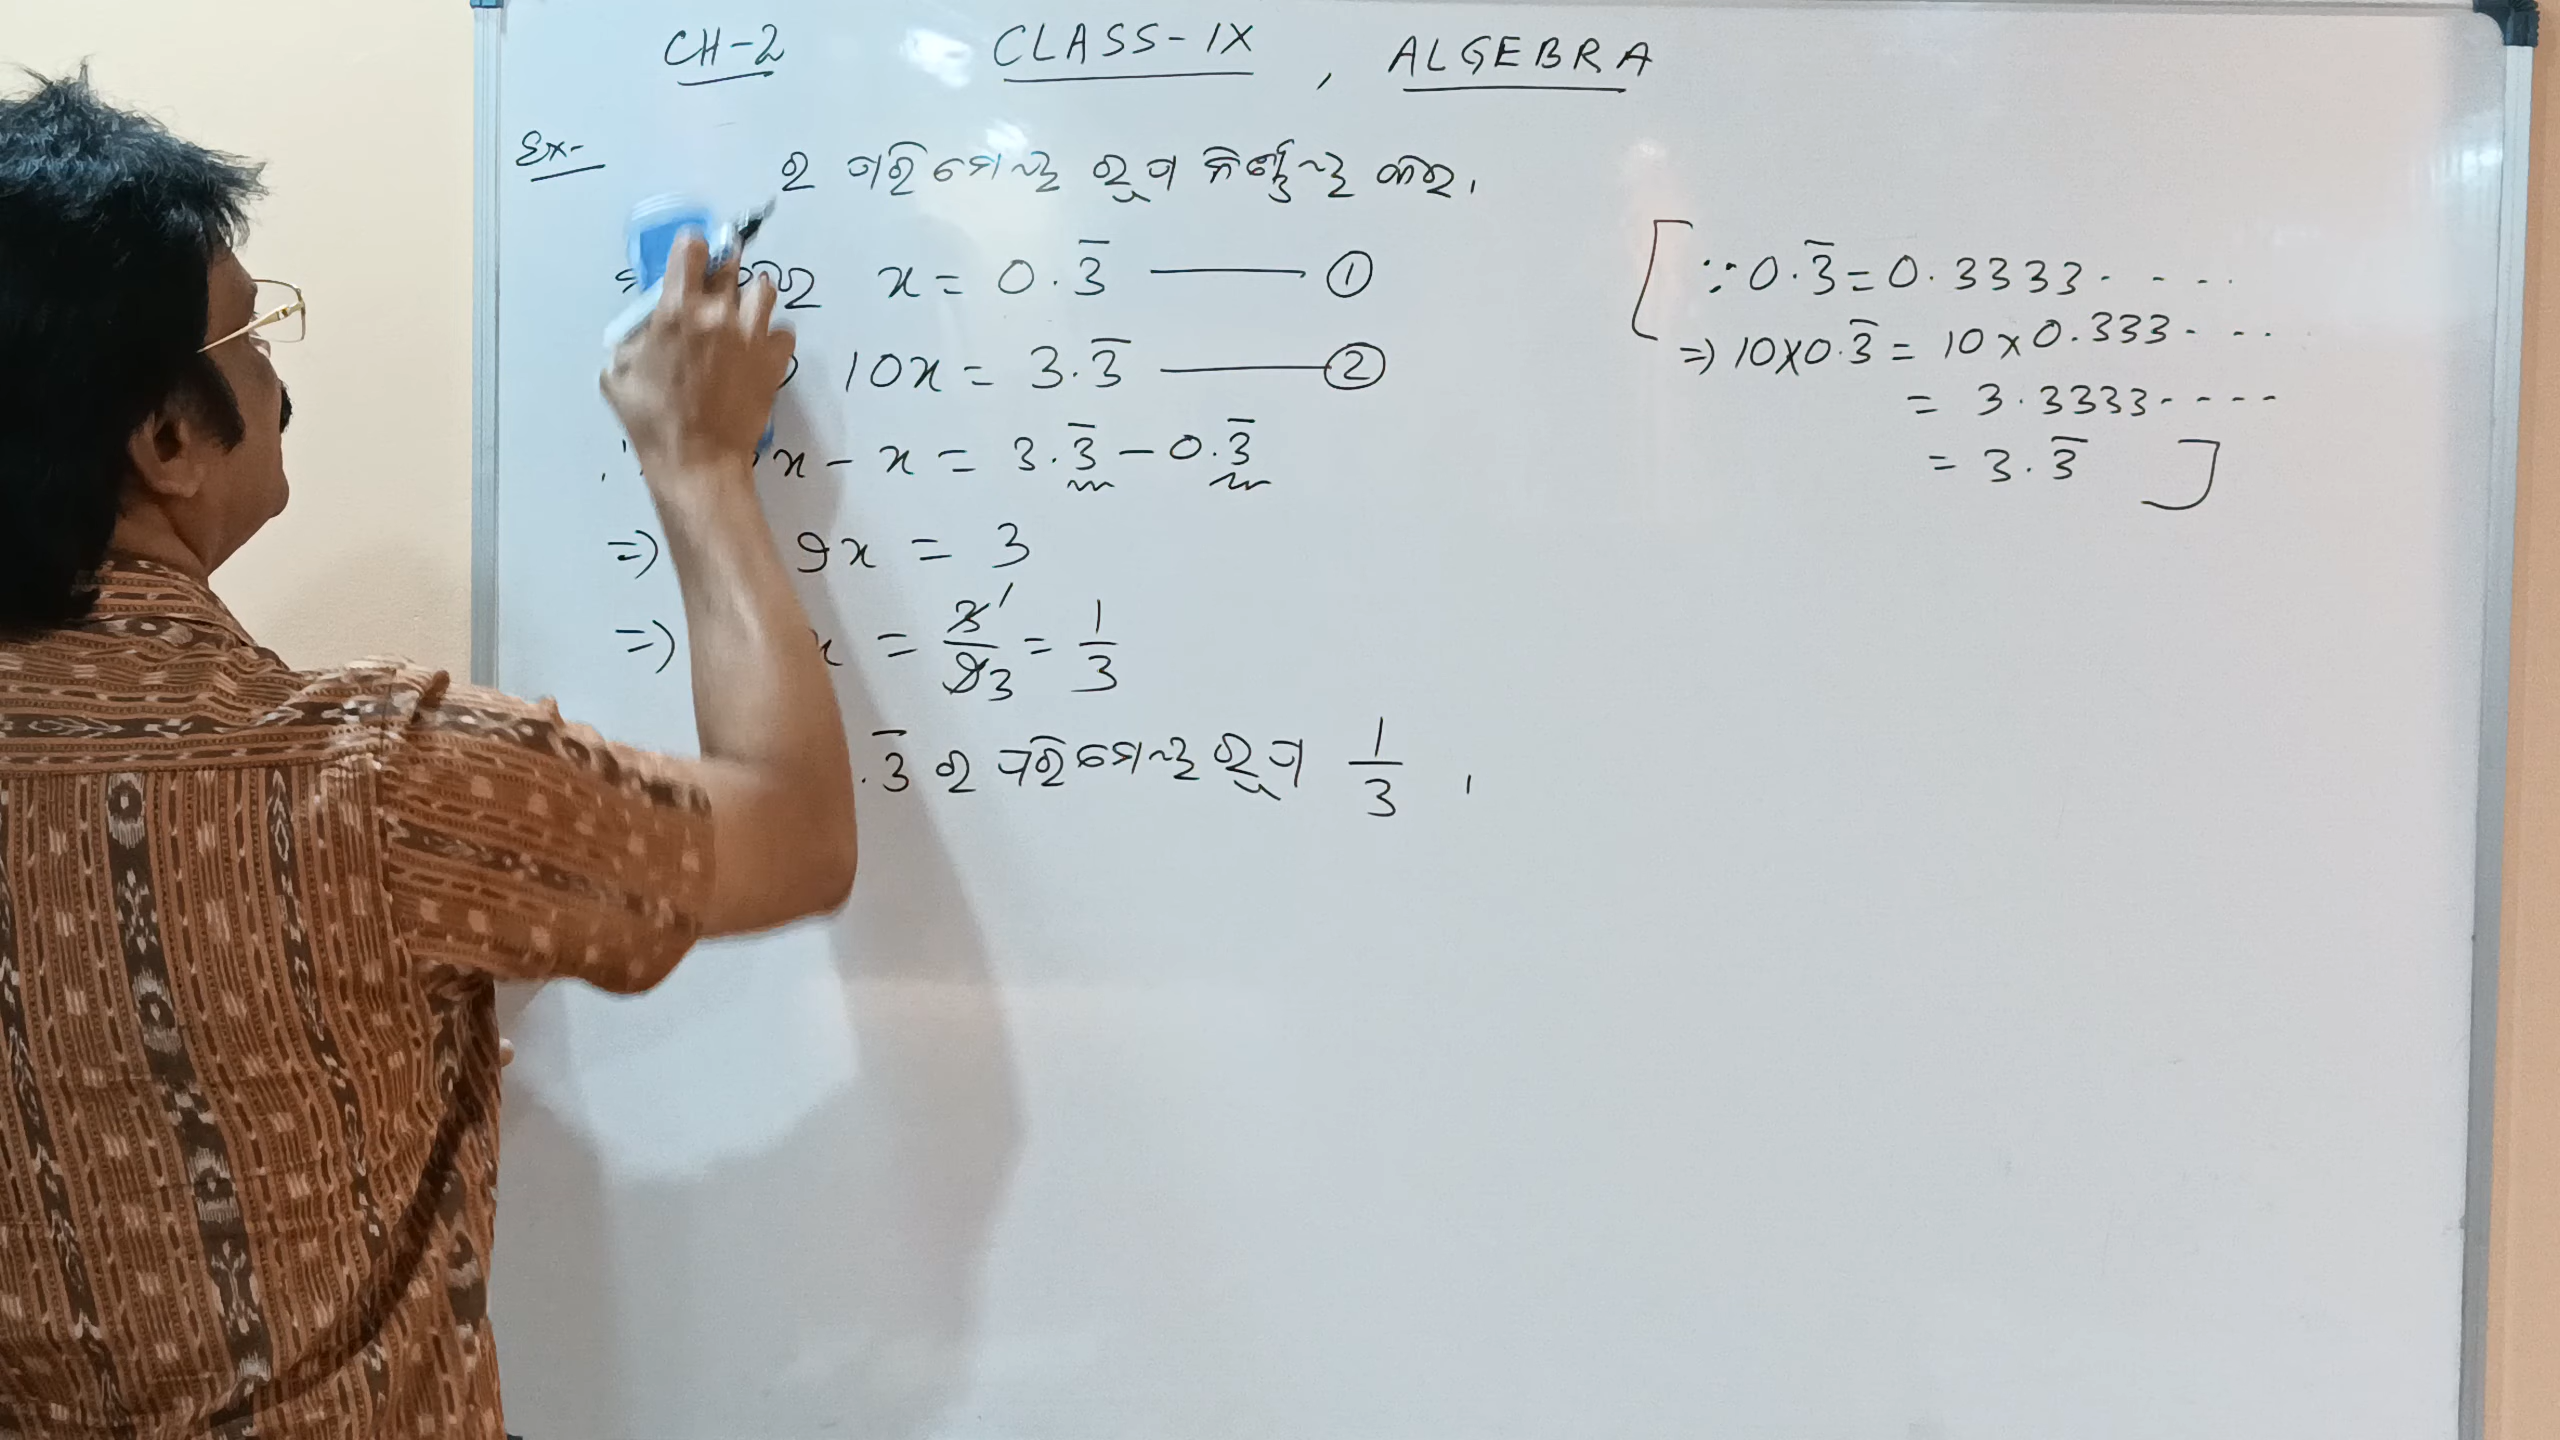 CH-2 CLASS-IX, ALGEBRA
Ex-
ର ପରିମେୟ ରୂପ ନିର୍ଣ୍ଣୟ କର।
x = 0.3̅ ——— ①
10x = 3.3̅ ——— ②
x - x = 3.3̅ - 0.3̅
=> 9x = 3
=> x = 3/9 = 1/3
.3̅ ର ପରିମେୟ ରୂପ 1/3 ।
[∵ 0.3̅ = 0.3333.....
=> 10×0.3̅ = 10×0.333....
= 3.3333-----
= 3.3̅ ]